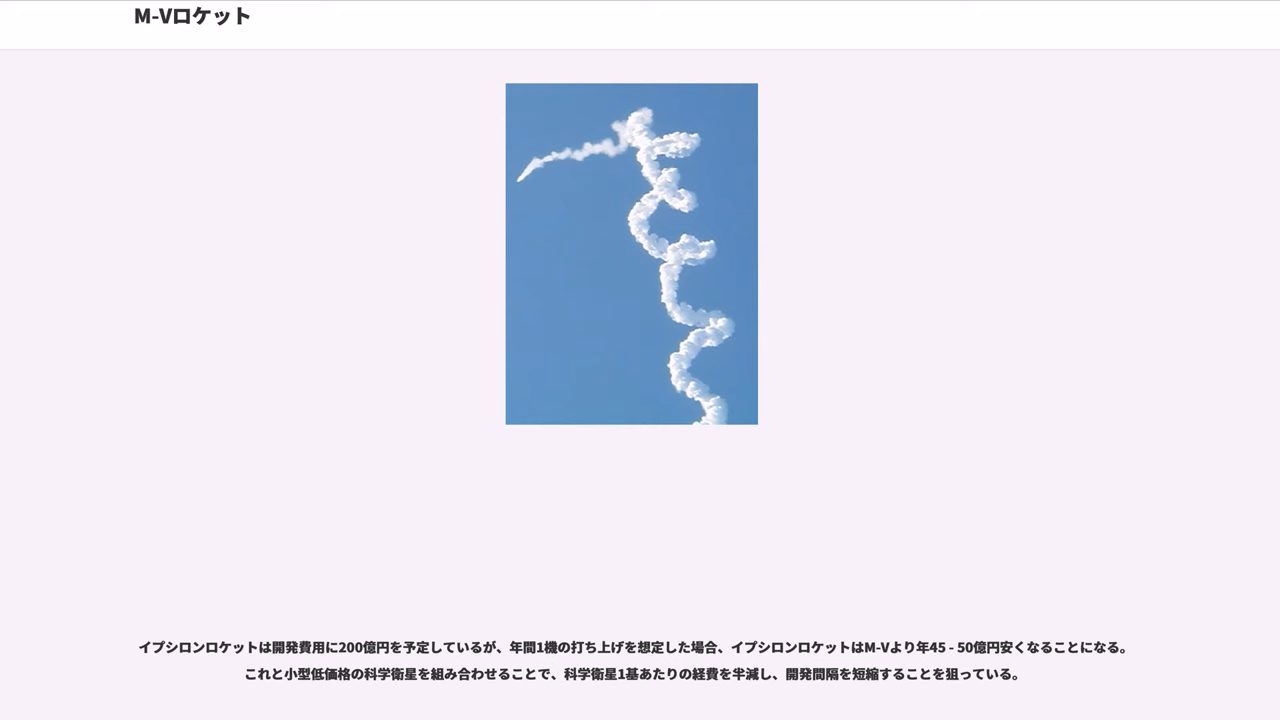 M-Vロケット
イプシロンロケットは開発費用に200億円を予定しているが、年間1機の打ち上げを想定した場合、イプシロンロケットはM-Vより年45 - 50億円安くなることになる。
これと小型低価格の科学衛星を組み合わせることで、科学衛星1基あたりの経費を半減し、開発間隔を短縮することを狙っている。